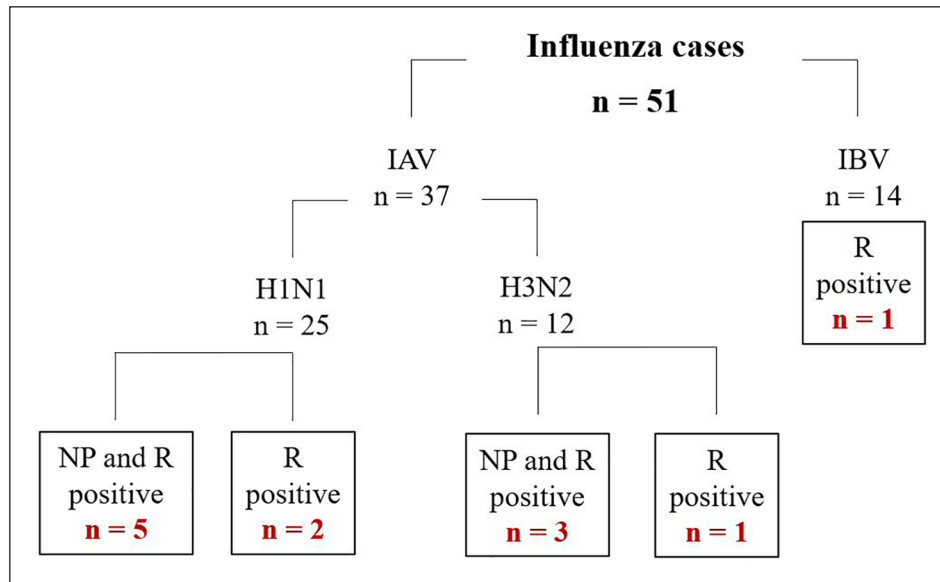 Influenza cases
n = 51
IAV
n = 37
IBV
n = 14
R
positive
n = 1
H1N1
n = 25
H3N2
n = 12
NP and R
positive
n = 5
R
positive
n = 2
NP and R
positive
n = 3
R
positive
n = 1